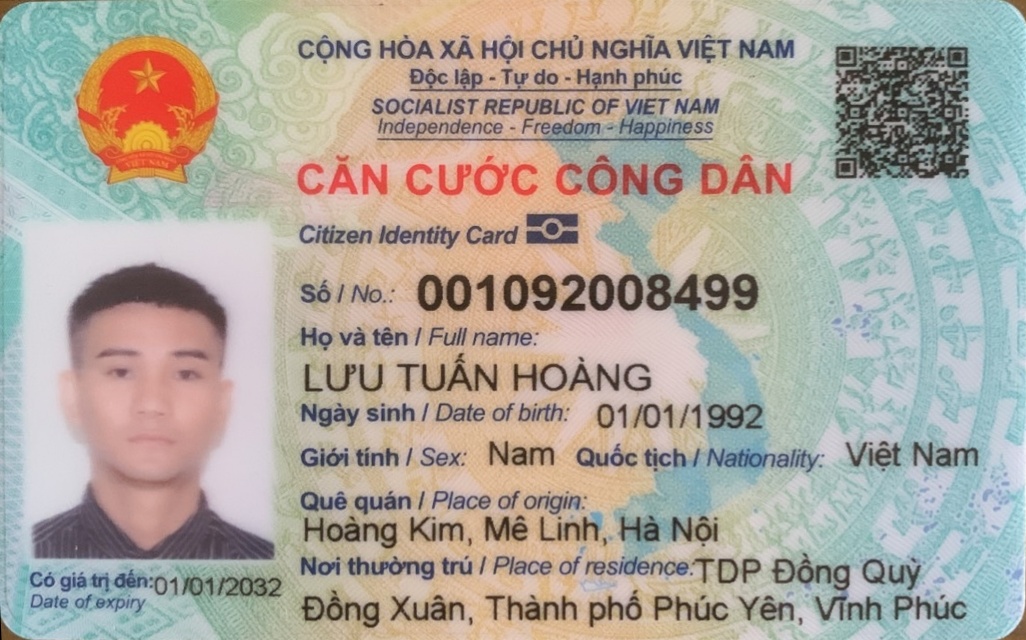 CỘNG HÒA XÃ HỘI CHỦ NGHĨA VIỆT NAM
Độc lập - Tự do - Hạnh phúc
SOCIALIST REPUBLIC OF VIET NAM
Independence - Freedom - Happiness
VIỆT NAM
CĂN CƯỚC CÔNG DÂN
Citizen Identity Card
Số / No.: 001092008499
Họ và tên / Full name:
LƯU TUẤN HOÀNG
Ngày sinh / Date of birth: 01/01/1992
Giới tính / Sex: Nam Quốc tịch / Nationality: Việt Nam
Quê quán / Place of origin:
Hoàng Kim, Mê Linh, Hà Nội
Nơi thường trú / Place of residence: TDP Đồng Quỳ
Đồng Xuân, Thành phố Phúc Yên, Vĩnh Phúc
Có giá trị đến: 01/01/2032
Date of expiry